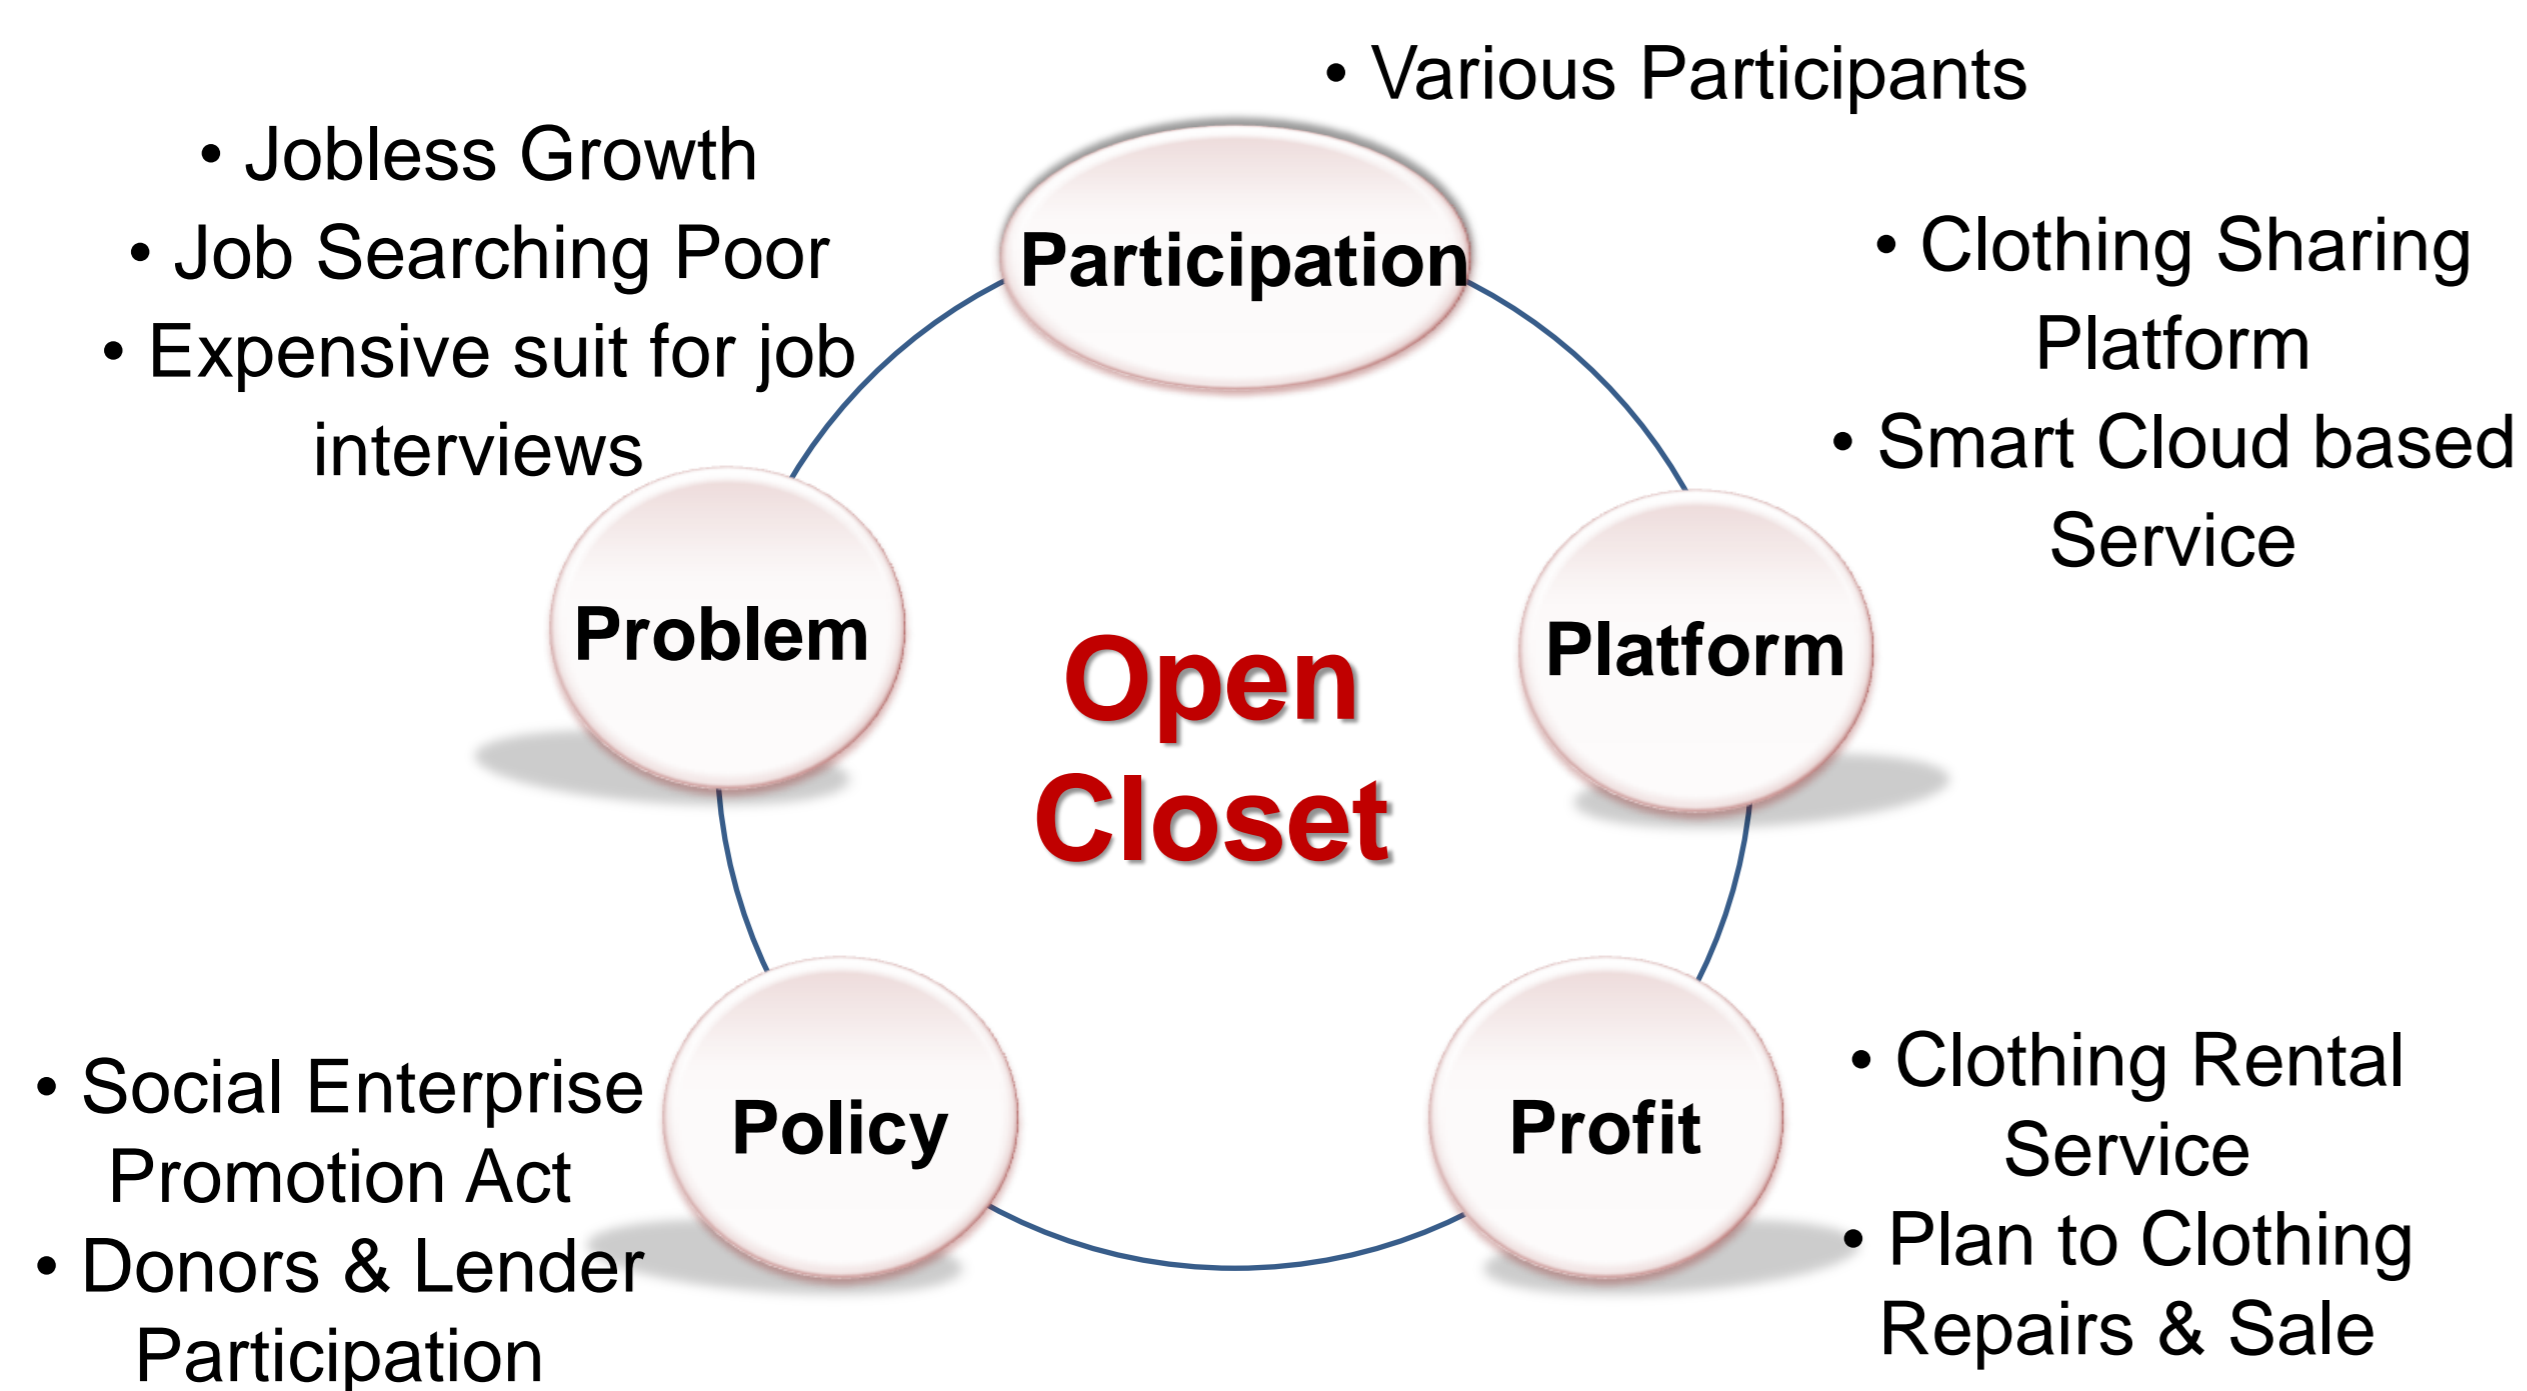 • Various Participants
Participation
• Jobless Growth
• Job Searching Poor
• Expensive suit for job
interviews
Problem
• Clothing Sharing
Platform
• Smart Cloud based
Service
Platform
Open
Closet
• Social Enterprise
Promotion Act
• Donors & Lender
Participation
Policy
Profit
• Clothing Rental
Service
• Plan to Clothing
Repairs & Sale